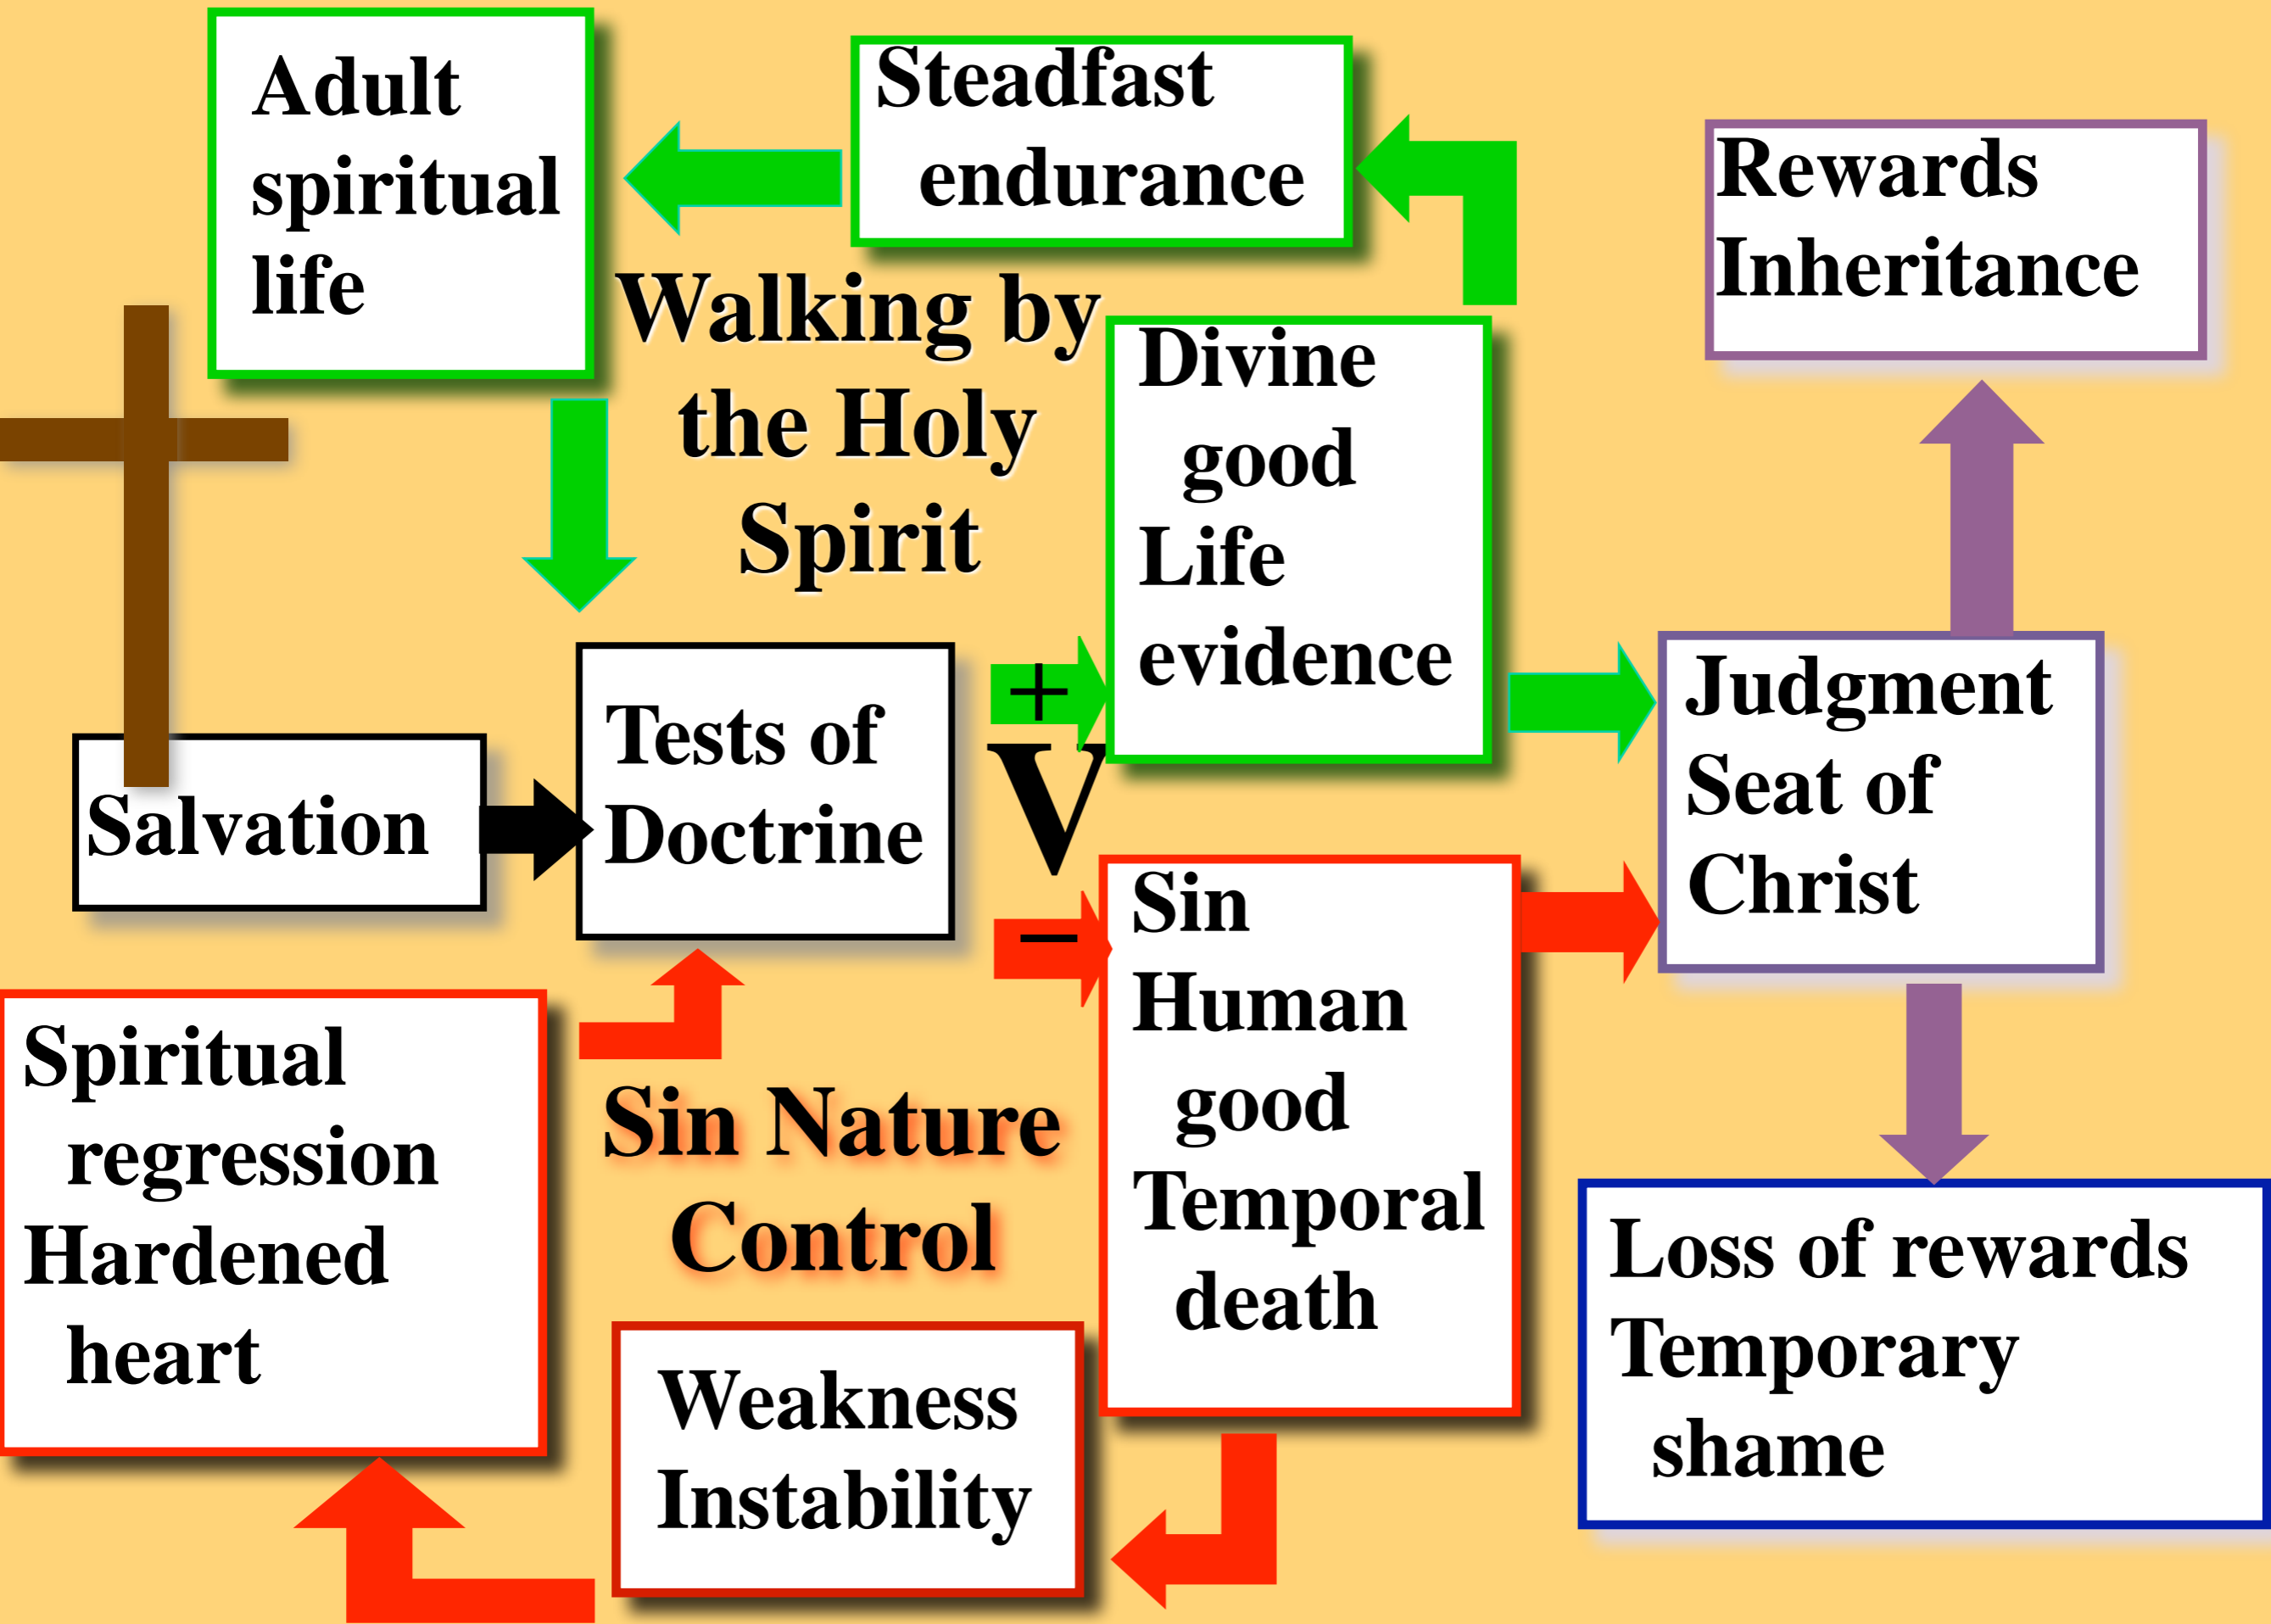 Adult
spiritual
life
Steadfast
endurance
Rewards
Inheritance
Walking by
the Holy
Spirit
Divine
good
Life
evidence
Salvation
Tests of
Doctrine
+
V
–
Judgment
Seat of
Christ
Sin
Human
good
Temporal
death
Spiritual
regression
Hardened
heart
Sin Nature
Control
Weakness
Instability
Loss of rewards
Temporary
shame